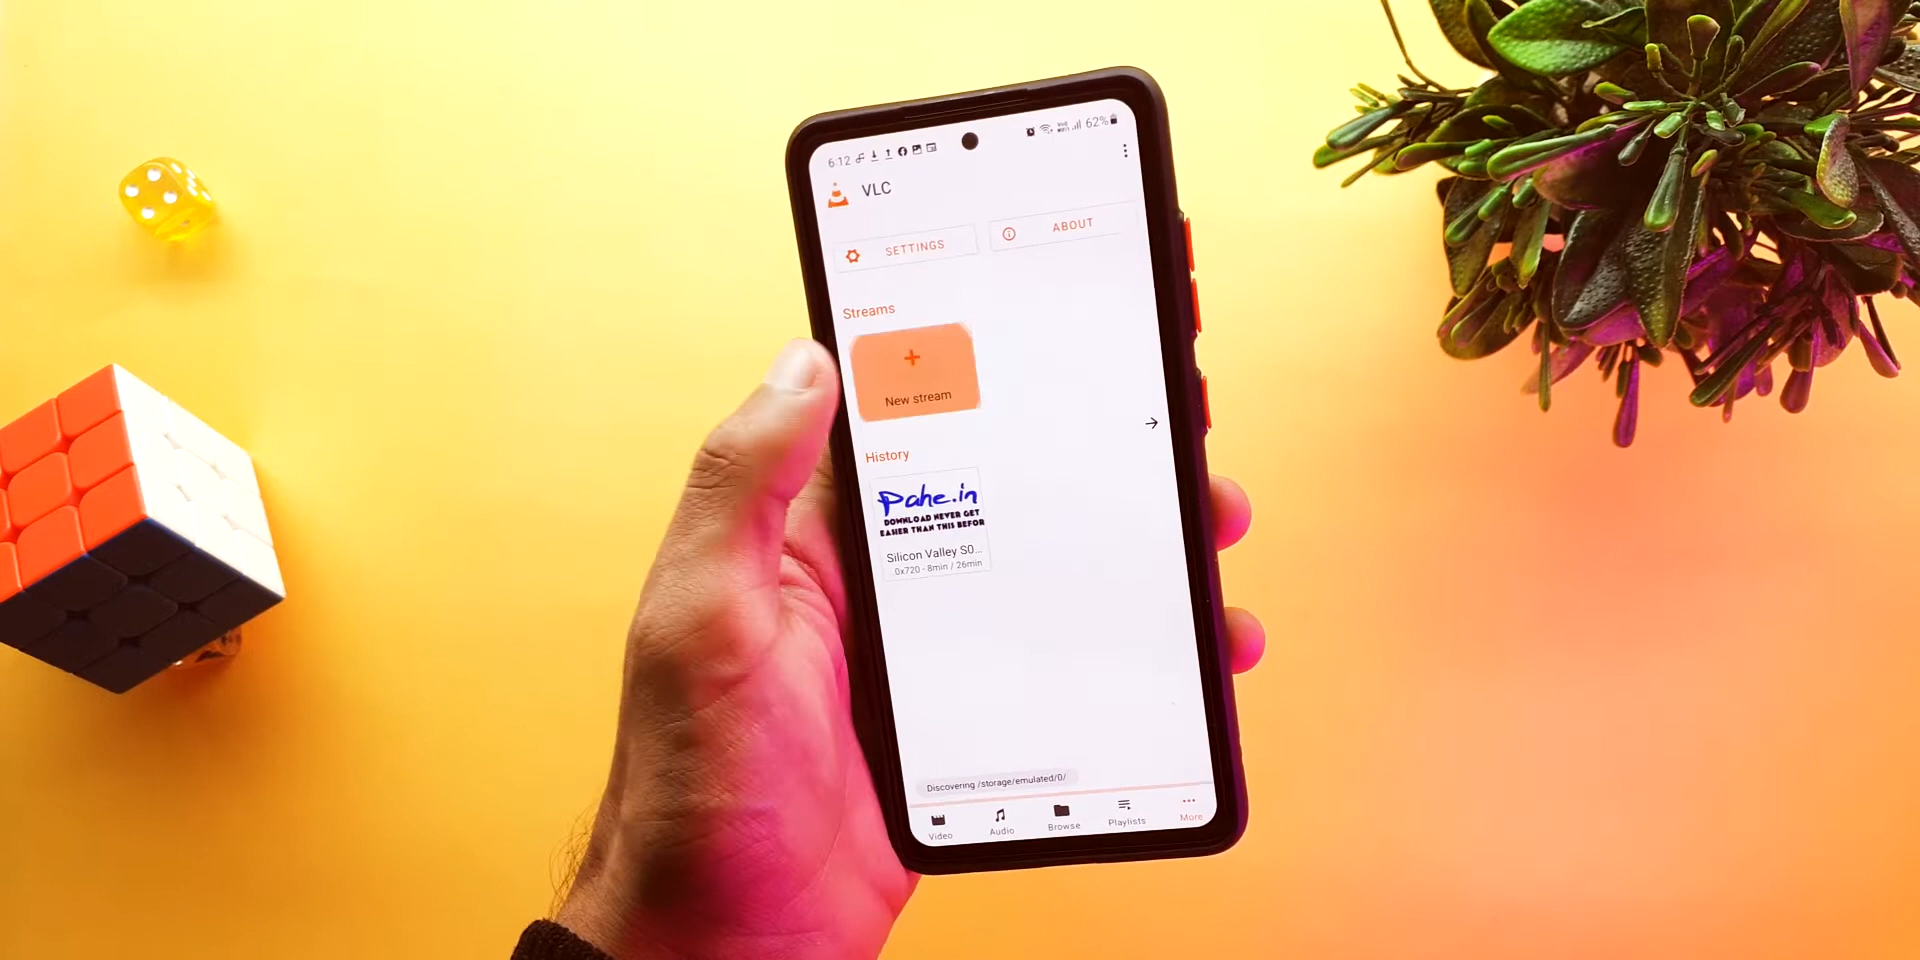 6:12
62%
VLC
SETTINGS
ABOUT
Streams
New stream
History
Pahe.in
DOWNLOAD NEVER GET
EASIER THAN THIS BEFOR
Silicon Valley S0...
0x720 - 8min / 26min
Discovering /storage/emulated/0/
Video
Audio
Browse
Playlists
More